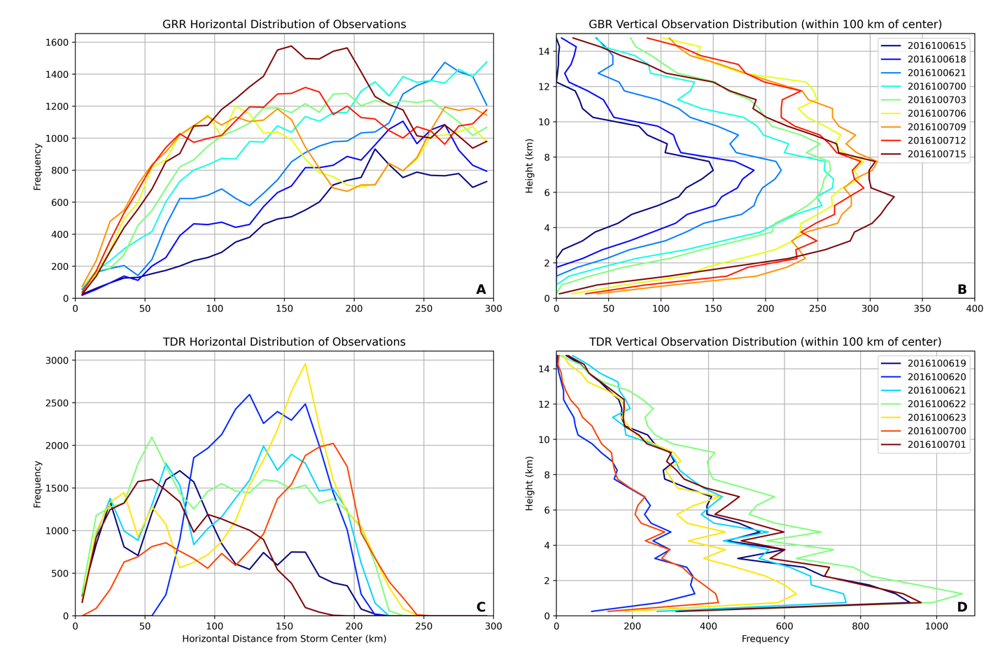 GRR Horizontal Distribution of Observations
1600
1400
1200
1000
800
600
400
200
0
Frequency
0 50 100 150 200 250 300
A
GBR Vertical Observation Distribution (within 100 km of center)
14
12
10
8
6
4
2
0
Height (km)
0 50 100 150 200 250 300 350 400
2016100615
2016100618
2016100621
2016100700
2016100703
2016100706
2016100709
2016100712
2016100715
B
TDR Horizontal Distribution of Observations
3000
2500
2000
1500
1000
500
0
Frequency
0 50 100 150 200 250 300
Horizontal Distance from Storm Center (km)
C
TDR Vertical Observation Distribution (within 100 km of center)
14
12
10
8
6
4
2
0
Height (km)
0 200 400 600 800 1000
Frequency
2016100619
2016100620
2016100621
2016100622
2016100623
2016100700
2016100701
D